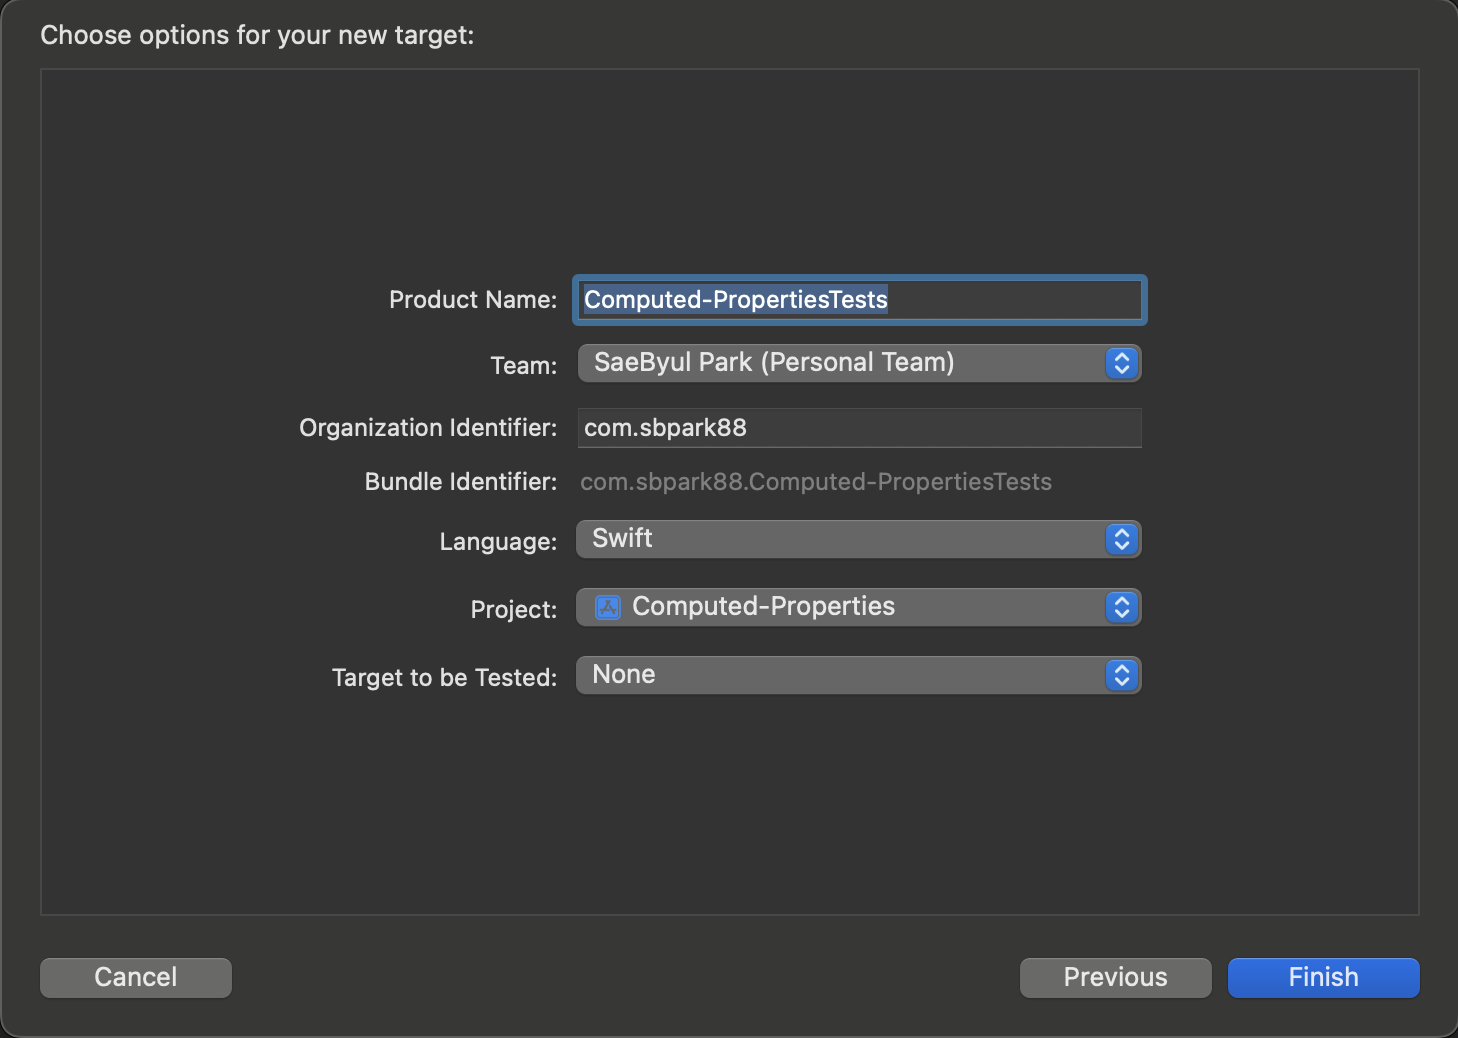 Choose options for your new target:
Product Name: Computed-PropertiesTests
Team: SaeByul Park (Personal Team)
Organization Identifier: com.sbpark88
Bundle Identifier: com.sbpark88.Computed-PropertiesTests
Language: Swift
Project: Computed-Properties
Target to be Tested: None
Cancel Previous Finish